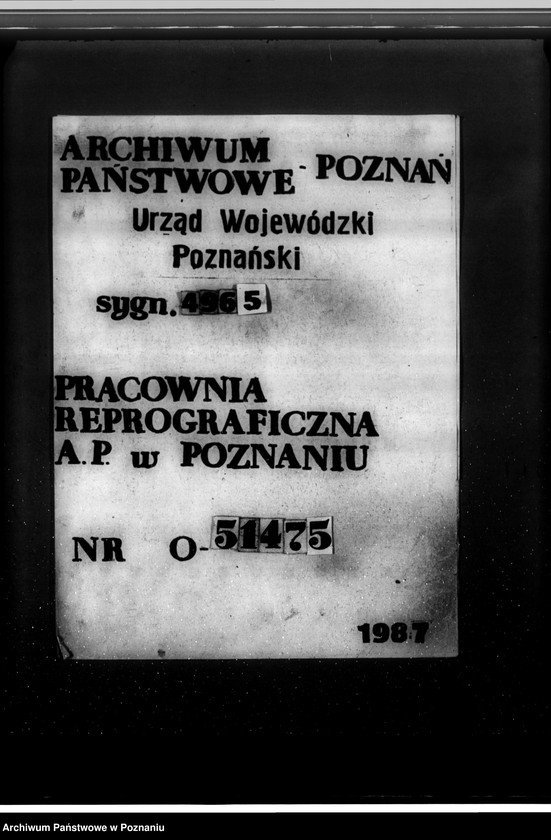 ARCHIWUM
PAŃSTWOWE - POZNAŃ
Urząd Wojewódzki
Poznański
sygn. 4965
PRACOWNIA
REPROGRAFICZNA
A.P. w POZNANIU
NR O-51475
1987
Archiwum Państwowe w Poznaniu